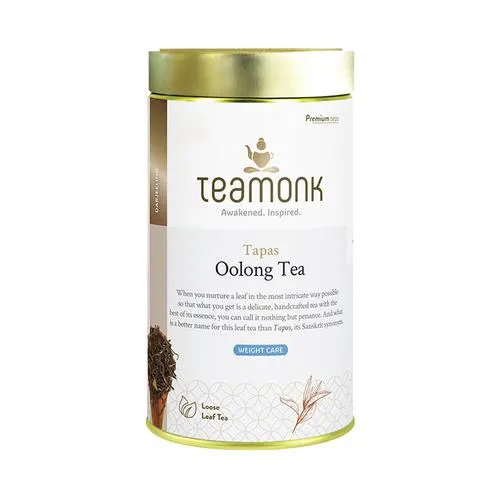 Premium teas
DARJEELING
teamonk
Awakened. Inspired.
Tapas
Oolong Tea
When you nurture a leaf in the most intricate way possible
so that what you get is a delicate, handcrafted tea with the
best of its essence, you can call it nothing but penance. And what
is a better name for this leaf tea than Tapas, its Sanskrit synonym.
WEIGHT CARE
Loose
Leaf Tea